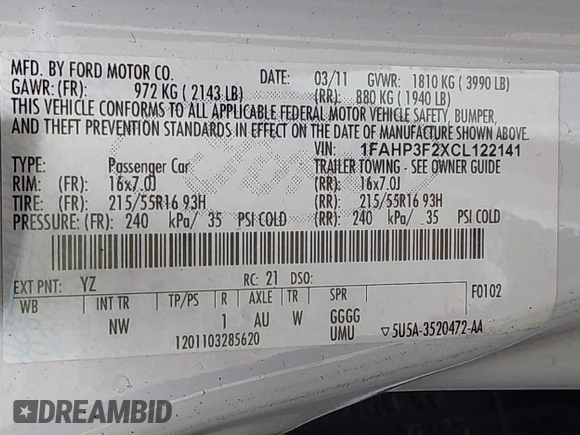 MFD. BY FORD MOTOR CO. DATE: 03/11 GVWR: 1810 KG ( 3990 LB)
GAWR: (FR): 972 KG ( 2143 LB) (RR): 880 KG ( 1940 LB)
THIS VEHICLE CONFORMS TO ALL APPLICABLE FEDERAL MOTOR VEHICLE SAFETY, BUMPER,
AND THEFT PREVENTION STANDARDS IN EFFECT ON THE DATE OF MANUFACTURE SHOWN ABOVE.
VIN: 1FAHP3F2XCL122141
TYPE: Passenger Car TRAILER TOWING - SEE OWNER GUIDE
RIM: (FR): 16x7.0J (RR): 16x7.0J
TIRE: (FR): 215/55R16 93H (RR): 215/55R16 93H
PRESSURE: (FR): 240 kPa/ 35 PSI COLD (RR): 240 kPa/ 35 PSI COLD
EXT PNT: YZ RC: 21 DSO:
WB INT TR TP/PS R AXLE TR SPR F0102
NW 1 AU W GGGG
UMU ▽5U5A-3520472-AA
1201103285620
DREAMBID